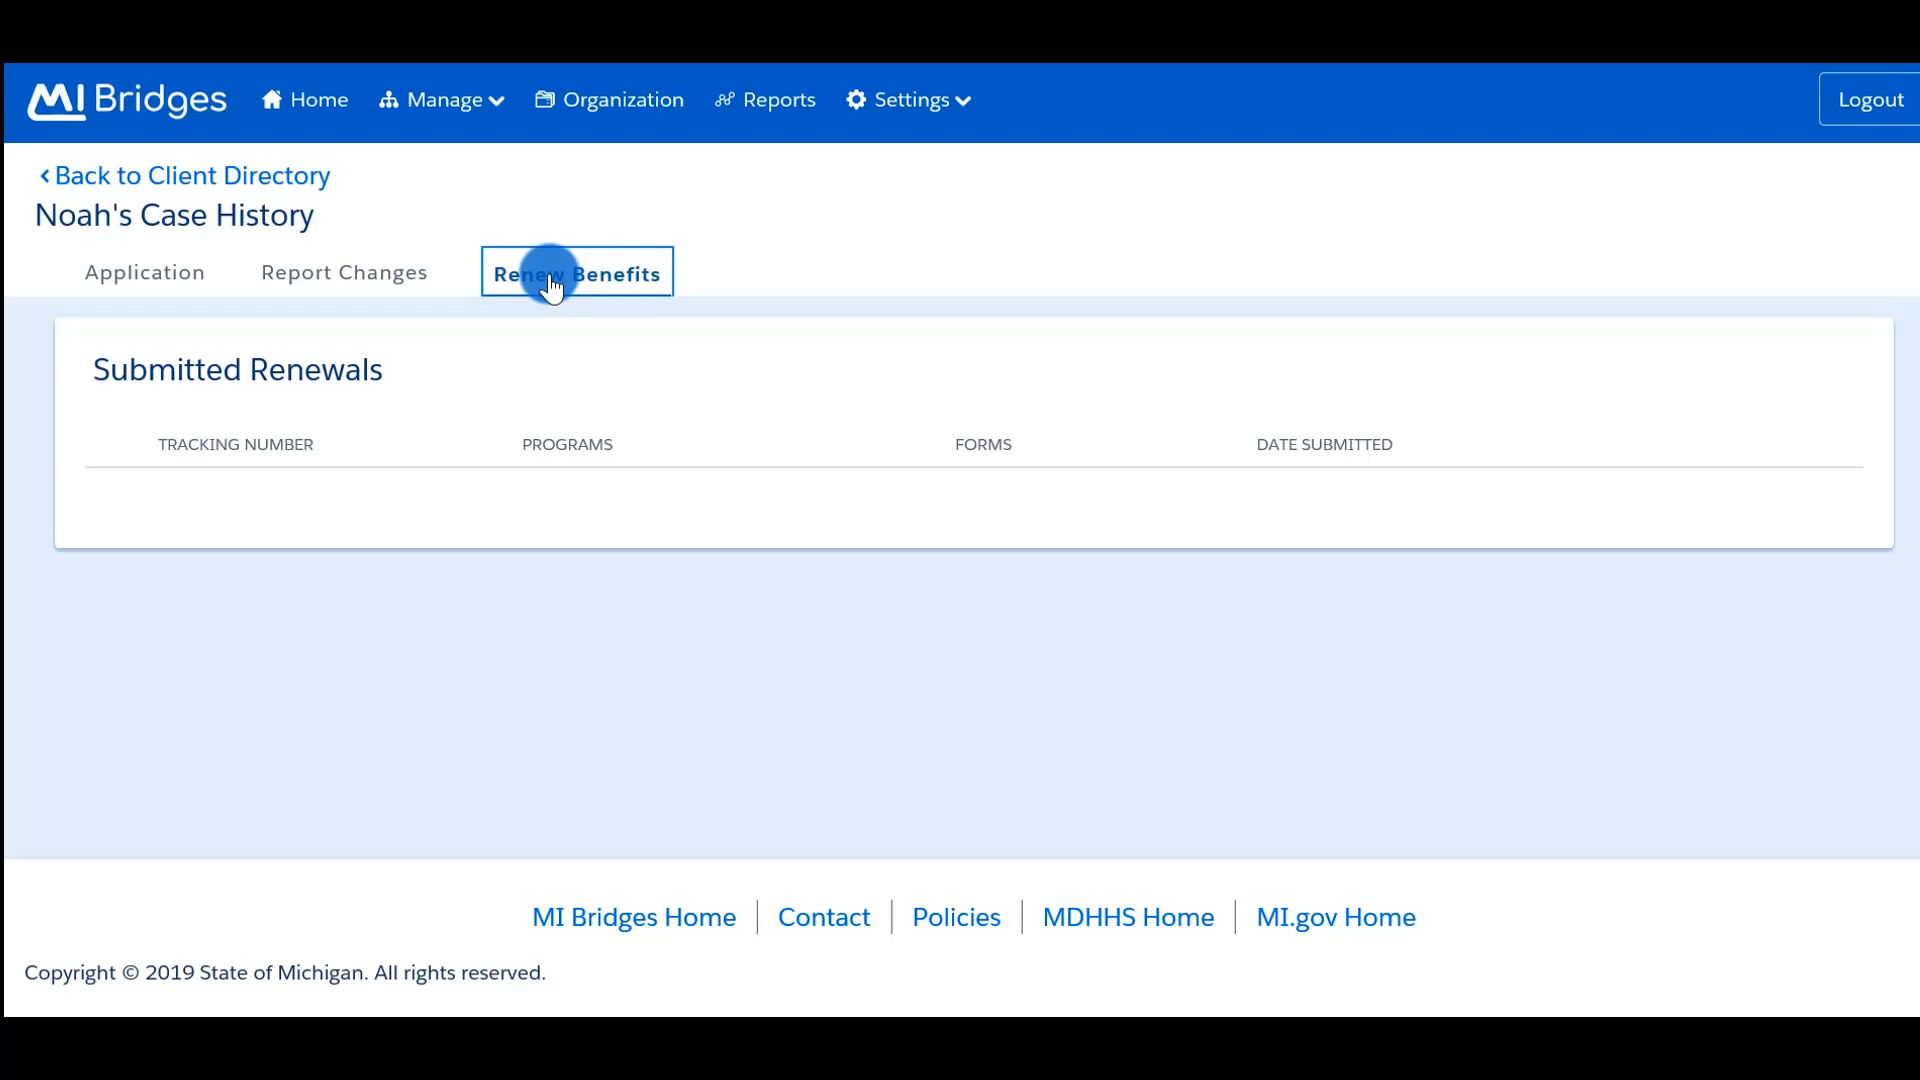 MI Bridges Home Manage Organization Reports Settings Logout
Back to Client Directory
Noah's Case History
Application Report Changes Renew Benefits
Submitted Renewals
TRACKING NUMBER PROGRAMS FORMS DATE SUBMITTED
MI Bridges Home Contact Policies MDHHS Home MI.gov Home
Copyright © 2019 State of Michigan. All rights reserved.